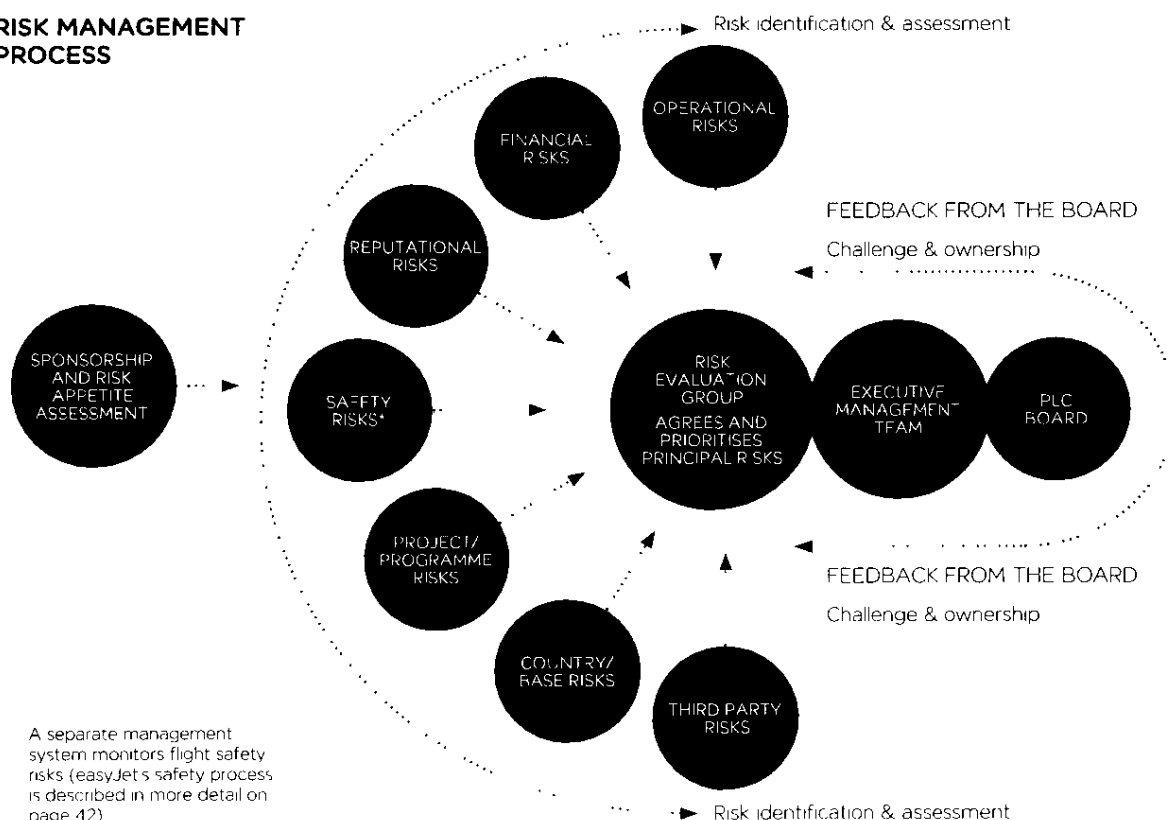 RISK MANAGEMENT
PROCESS
Risk identification & assessment
OPERATIONAL
RISKS
FINANCIAL
RISKS
REPUTATIONAL
RISKS
FEEDBACK FROM THE BOARD
Challenge & ownership
SPONSORSHIP
AND RISK
APPETITE
ASSESSMENT
SAFETY
RISKS*
RISK
EVALUATION
GROUP
AGREES AND
PRIORITISES
PRINCIPAL RISKS
EXECUTIVE
MANAGEMENT
TEAM
PLC
BOARD
PROJECT/
PROGRAMME
RISKS
FEEDBACK FROM THE BOARD
Challenge & ownership
COUNTRY/
BASE RISKS
THIRD PARTY
RISKS
A separate management
system monitors flight safety
risks (easyJet's safety process
is described in more detail on
page 42)
Risk identification & assessment